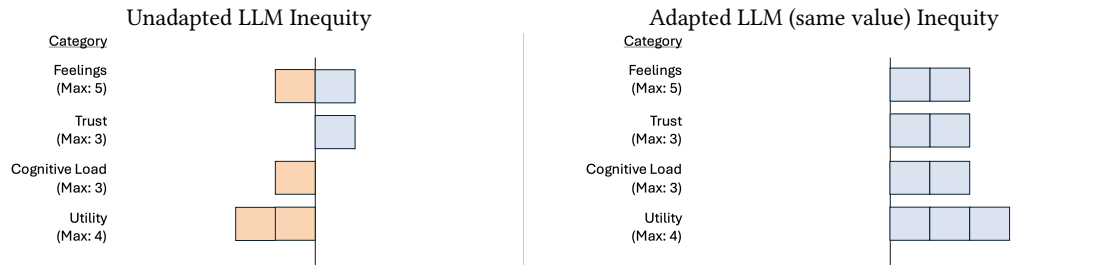 Unadapted LLM Inequity
Category
Feelings
(Max: 5)
Trust
(Max: 3)
Cognitive Load
(Max: 3)
Utility
(Max: 4)
Adapted LLM (same value) Inequity
Category
Feelings
(Max: 5)
Trust
(Max: 3)
Cognitive Load
(Max: 3)
Utility
(Max: 4)